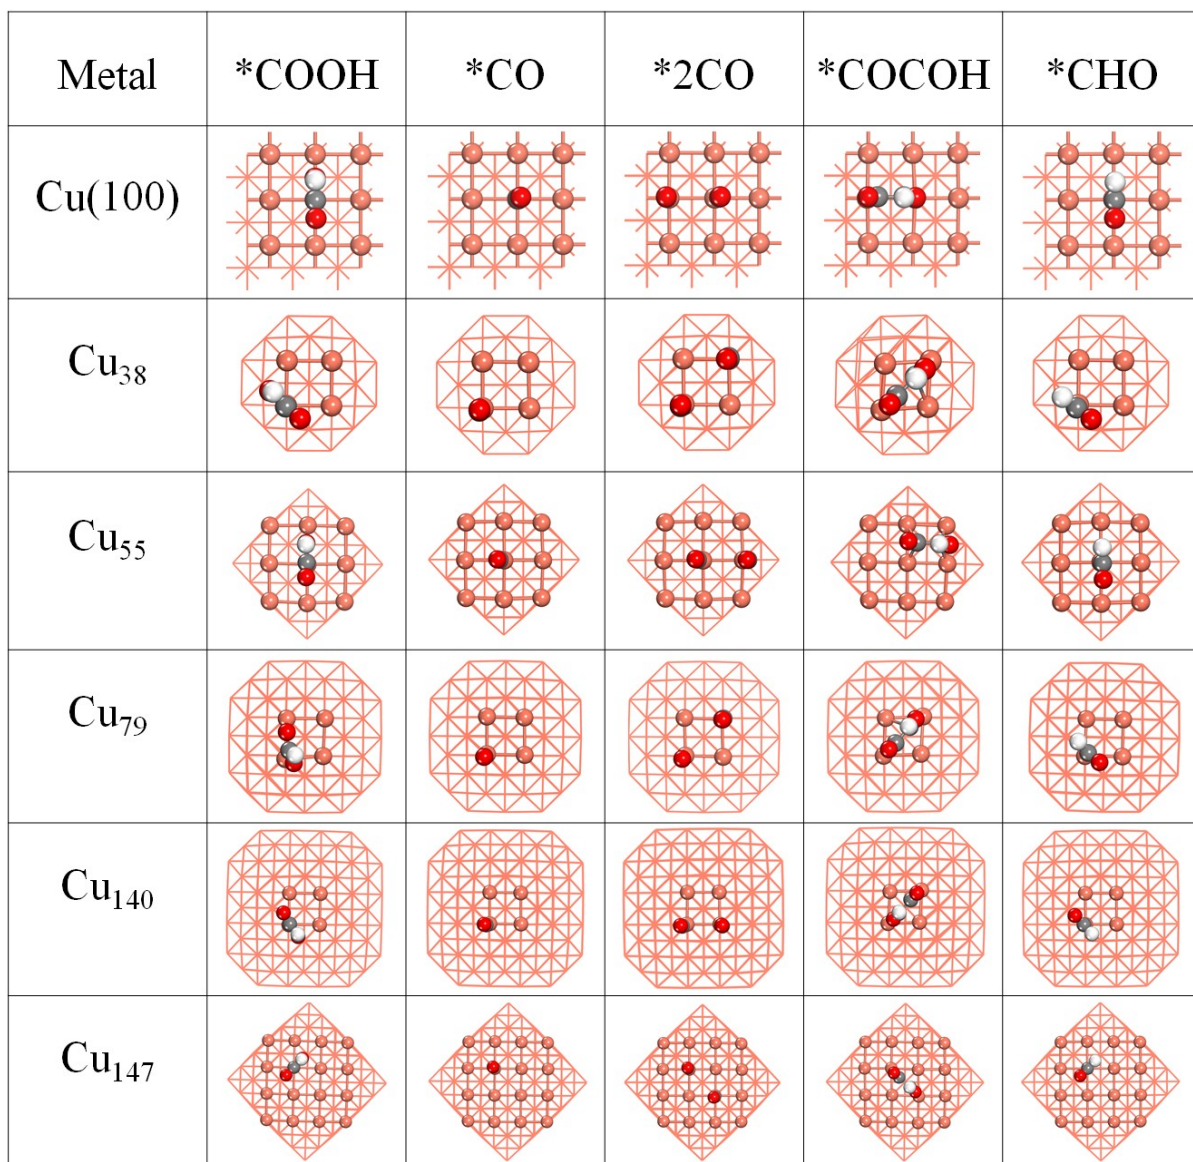 Metal *COOH *CO *2CO *COCOH *CHO
Cu(100)
Cu₃₈
Cu₅₅
Cu₇₉
Cu₁₄₀
Cu₁₄₇